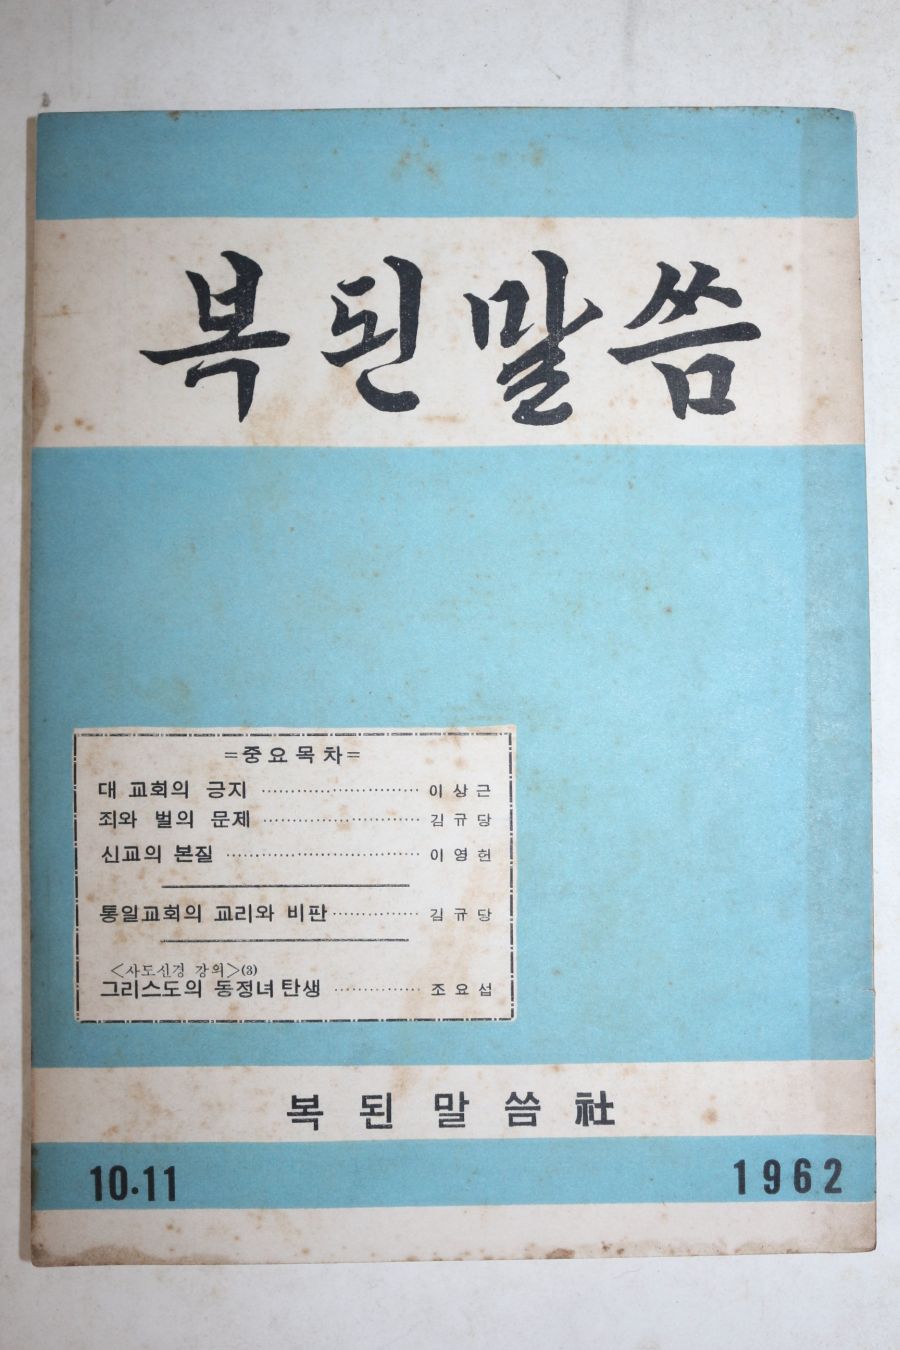 복된말씀
=중요목차=
대 교회의 긍지 ························ 이상근
죄와 벌의 문제 ························ 김규당
신교의 본질 ······························ 이영헌
통일교회의 교리와 비판 ············· 김규당
<사도신경 강의>(3)
그리스도의 동정녀 탄생 ············· 조요섭
복된말씀社
10·11
1962